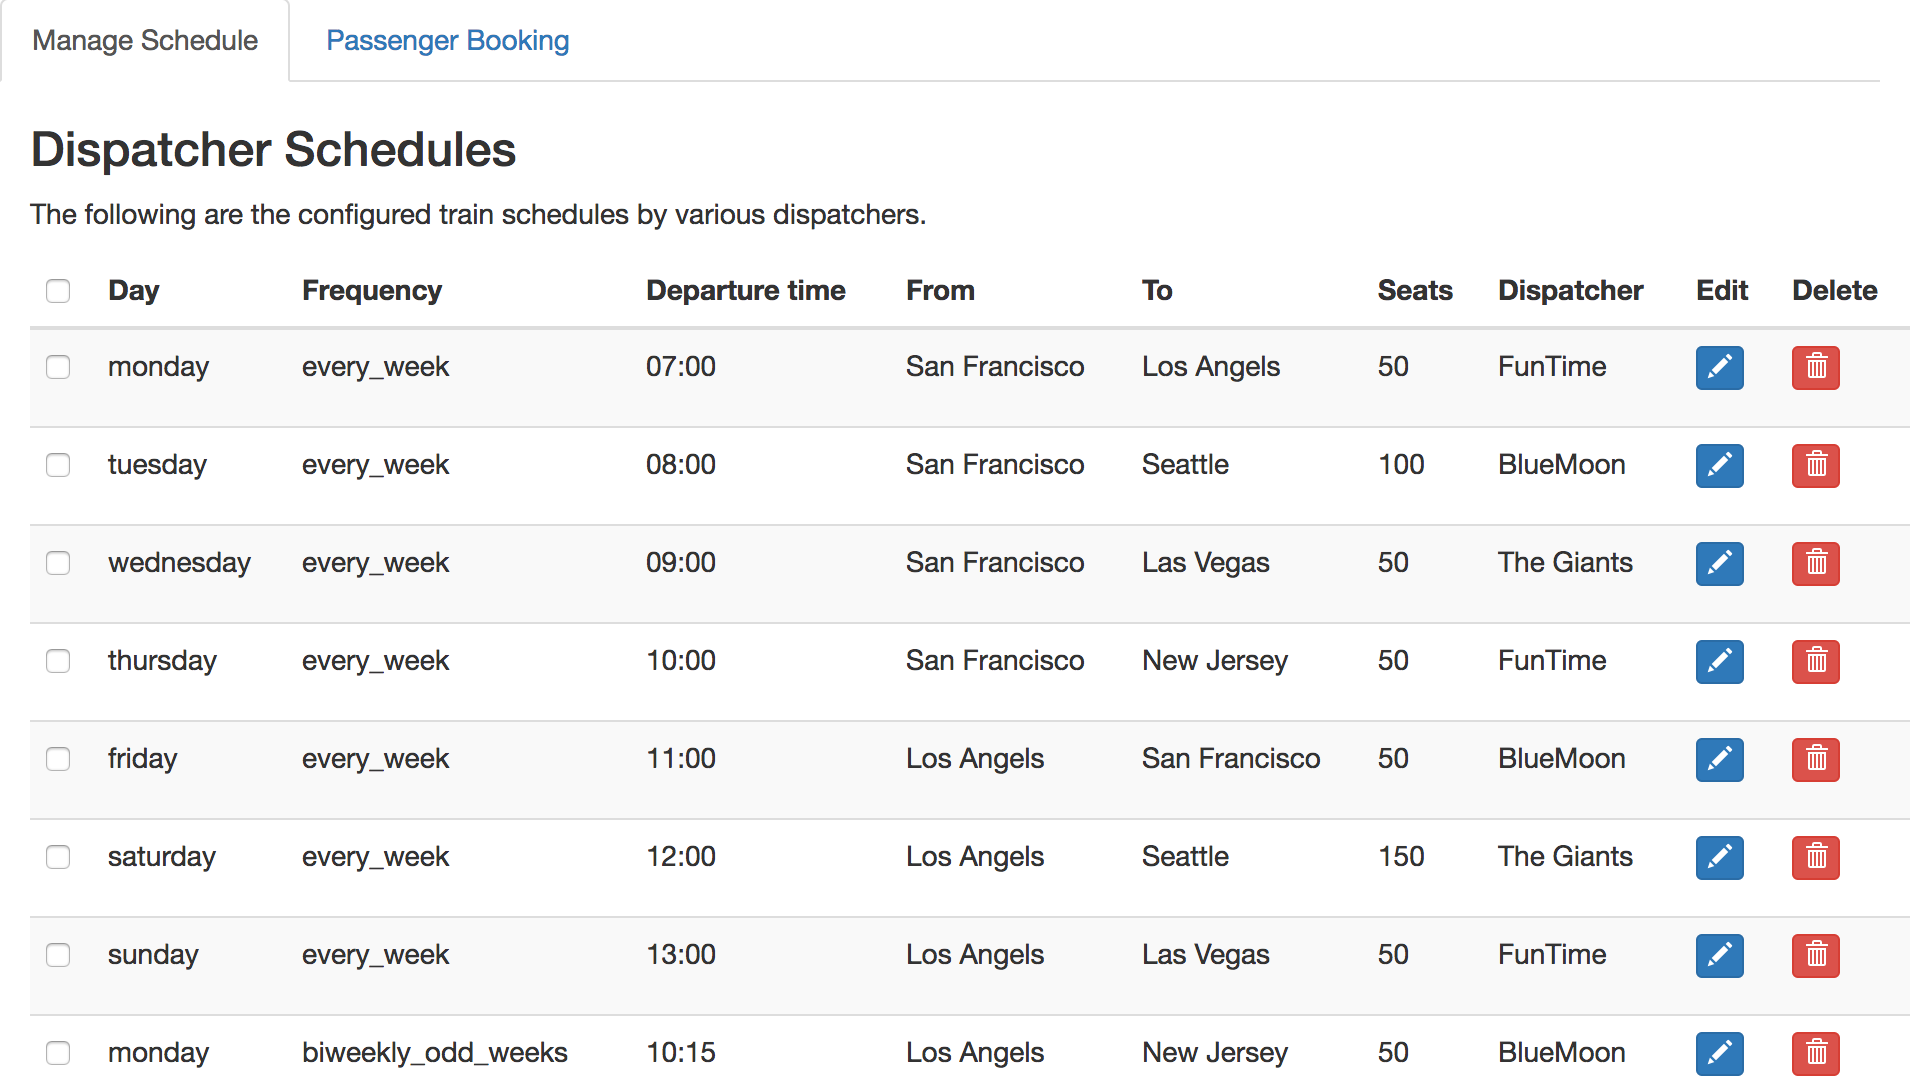 Manage Schedule Passenger Booking
Dispatcher Schedules
The following are the configured train schedules by various dispatchers.
Day Frequency Departure time From To Seats Dispatcher Edit Delete
monday every_week 07:00 San Francisco Los Angels 50 FunTime
tuesday every_week 08:00 San Francisco Seattle 100 BlueMoon
wednesday every_week 09:00 San Francisco Las Vegas 50 The Giants
thursday every_week 10:00 San Francisco New Jersey 50 FunTime
friday every_week 11:00 Los Angels San Francisco 50 BlueMoon
saturday every_week 12:00 Los Angels Seattle 150 The Giants
sunday every_week 13:00 Los Angels Las Vegas 50 FunTime
monday biweekly_odd_weeks 10:15 Los Angels New Jersey 50 BlueMoon